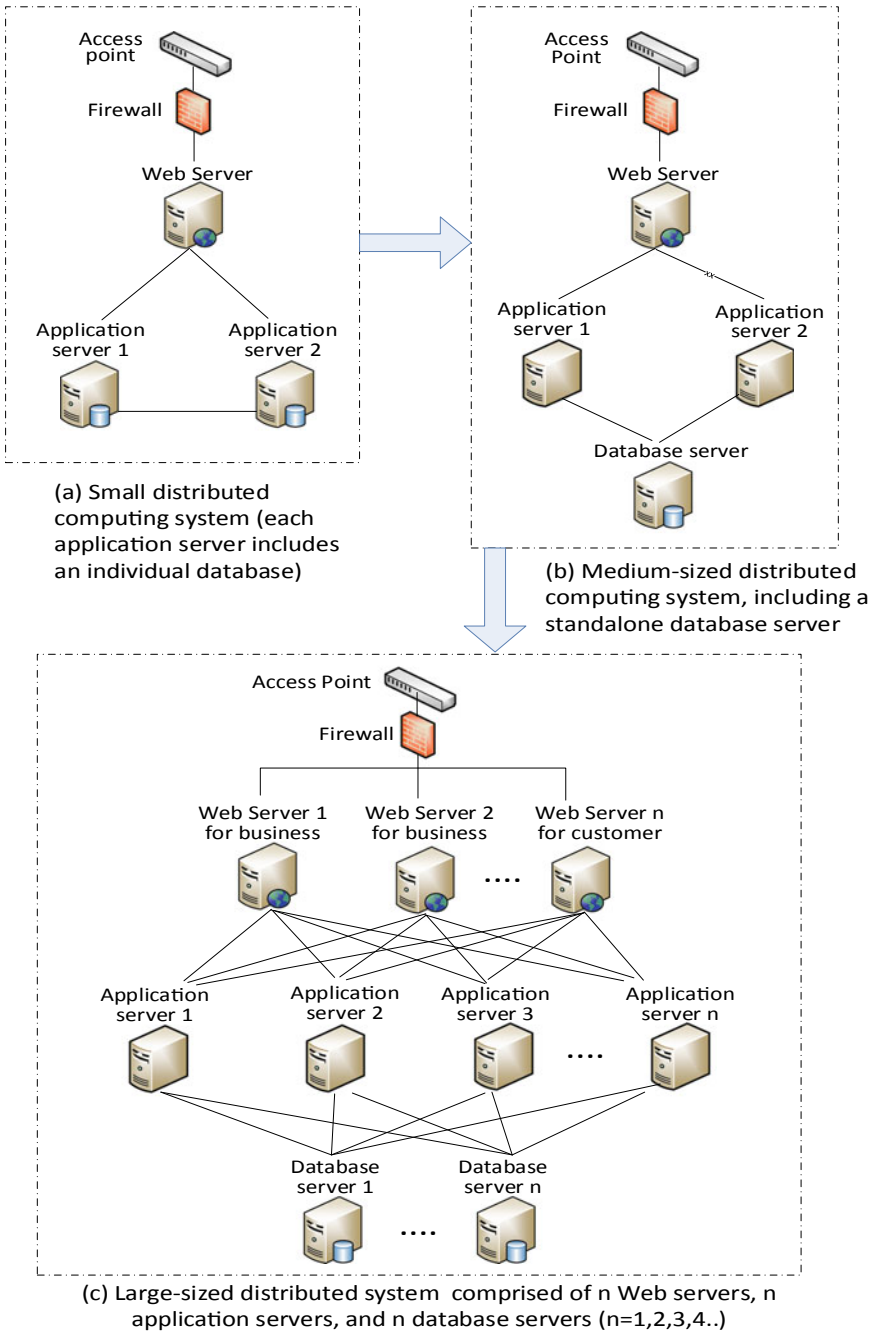 Access
point
Firewall
Web Server
Application
server 1
Application
server 2
(a) Small distributed
computing system (each
application server includes
an individual database)
Access
Point
Firewall
Web Server
xx
Application
server 1
Application
server 2
Database server
(b) Medium-sized distributed
computing system, including a
standalone database server
Access Point
Firewall
Web Server 1
for business
Web Server 2
for business
Web Server n
for customer
....
Application
server 1
Application
server 2
Application
server 3
Application
server n
....
Database
server 1
Database
server n
....
(c) Large-sized distributed system comprised of n Web servers, n
application servers, and n database servers (n=1,2,3,4..)